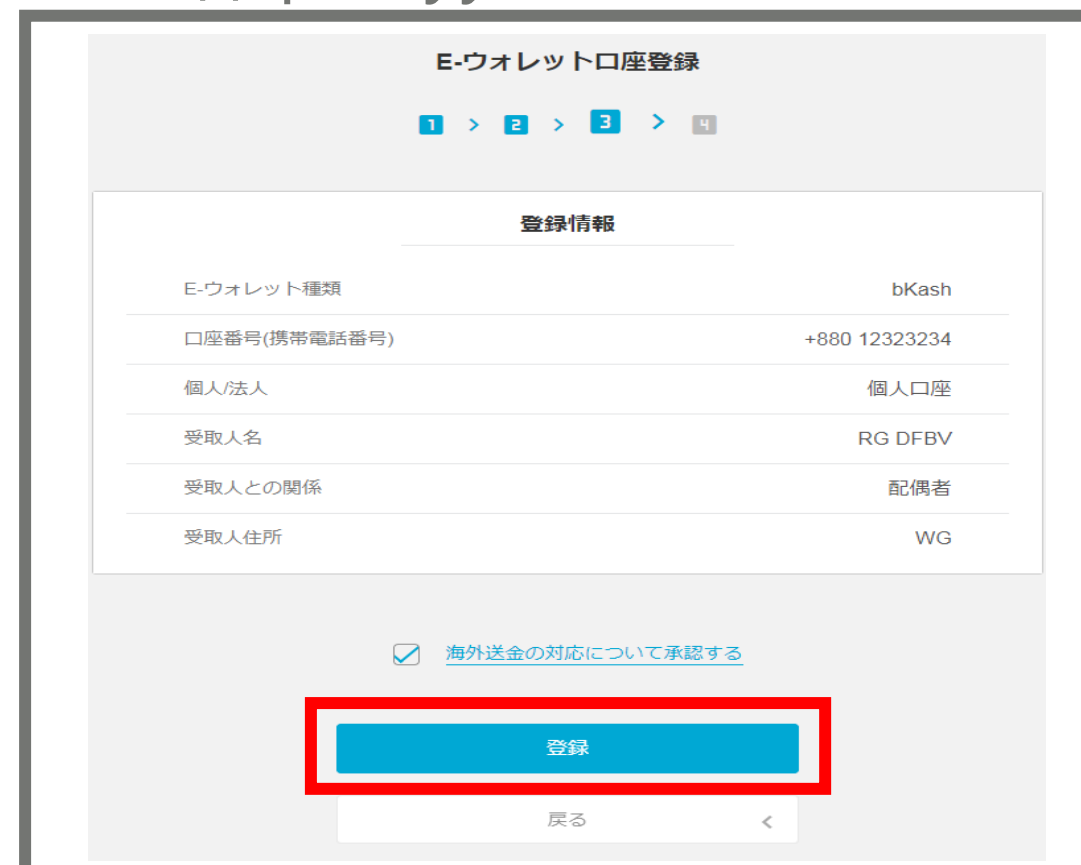 E-ウォレット口座登録
1 > 2 > 3 > 4
登録情報
E-ウォレット種類 bKash
口座番号(携帯電話番号) +880 12323234
個人/法人 個人口座
受取人名 RG DFBV
受取人との関係 配偶者
受取人住所 WG
海外送金の対応について承認する
登録
戻る <